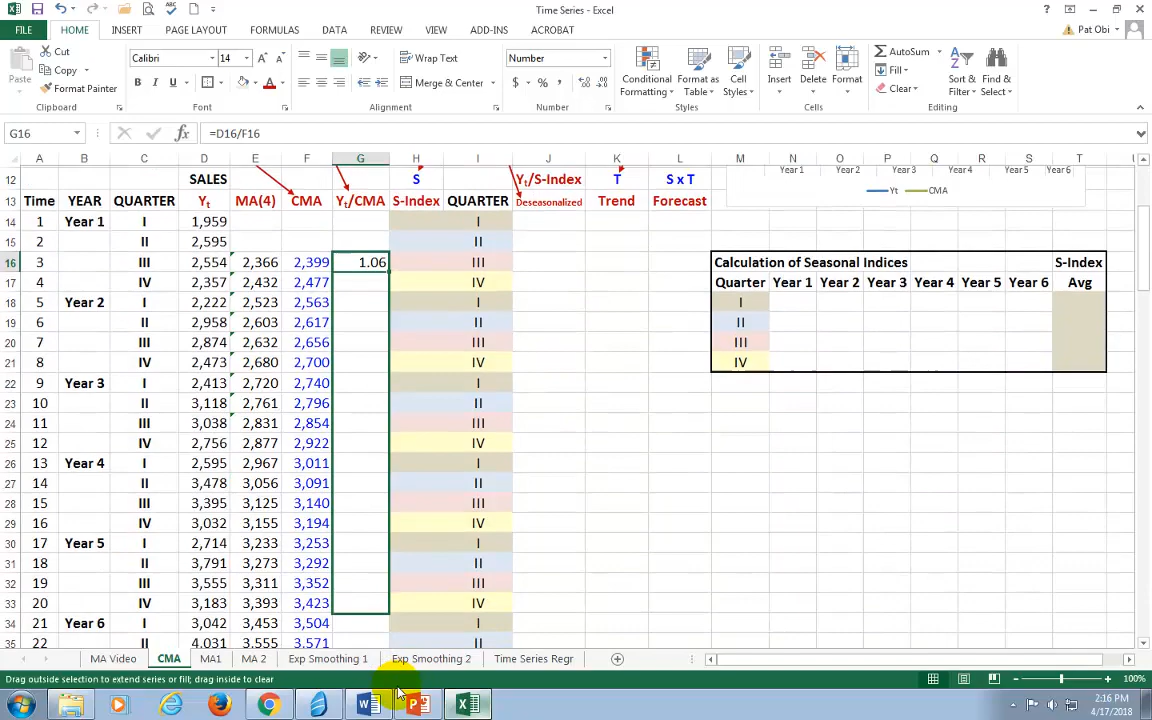 Time Series - Excel
FILE HOME INSERT PAGE LAYOUT FORMULAS DATA REVIEW VIEW ADD-INS ACROBAT Pat Obi
Cut Calibri 14 Wrap Text Number AutoSum
Paste Copy Merge & Center Conditional Formatting Format as Table Cell Styles Insert Delete Format Fill Sort & Filter Find & Select
Format Painter Clear
Clipboard Font Alignment Number Styles Cells Editing
G16 =D16/F16
A B C D E F G H I J K L M N O P Q R S T U
12 SALES S Yt/S-Index T S x T Year 1 Year 2 Year 3 Year 4 Year 5 Year 6
13 Time YEAR QUARTER Yt MA(4) CMA Yt/CMA S-Index QUARTER Deseasonalized Trend Forecast Yt CMA
14 1 Year 1 I 1,959 I
15 2 II 2,595 II
16 3 III 2,554 2,366 2,399 1.06 III Calculation of Seasonal Indices S-Index
17 4 IV 2,357 2,432 2,477 IV Quarter Year 1 Year 2 Year 3 Year 4 Year 5 Year 6 Avg
18 5 Year 2 I 2,222 2,523 2,563 I I
19 6 II 2,958 2,603 2,617 II II
20 7 III 2,874 2,632 2,656 III III
21 8 IV 2,473 2,680 2,700 IV IV
22 9 Year 3 I 2,413 2,720 2,740 I
23 10 II 3,118 2,761 2,796 II
24 11 III 3,038 2,831 2,854 III
25 12 IV 2,756 2,877 2,922 IV
26 13 Year 4 I 2,595 2,967 3,011 I
27 14 II 3,478 3,056 3,091 II
28 15 III 3,395 3,125 3,140 III
29 16 IV 3,032 3,155 3,194 IV
30 17 Year 5 I 2,714 3,233 3,253 I
31 18 II 3,791 3,273 3,292 II
32 19 III 3,555 3,311 3,352 III
33 20 IV 3,183 3,393 3,423 IV
34 21 Year 6 I 3,042 3,453 3,504 I
35 22 II 4,031 3,555 3,571 II
MA Video CMA MA1 MA 2 Exp Smoothing 1 Exp Smoothing 2 Time Series Regr
Drag outside selection to extend series or fill; drag inside to clear 100%
2:16 PM
4/17/2018